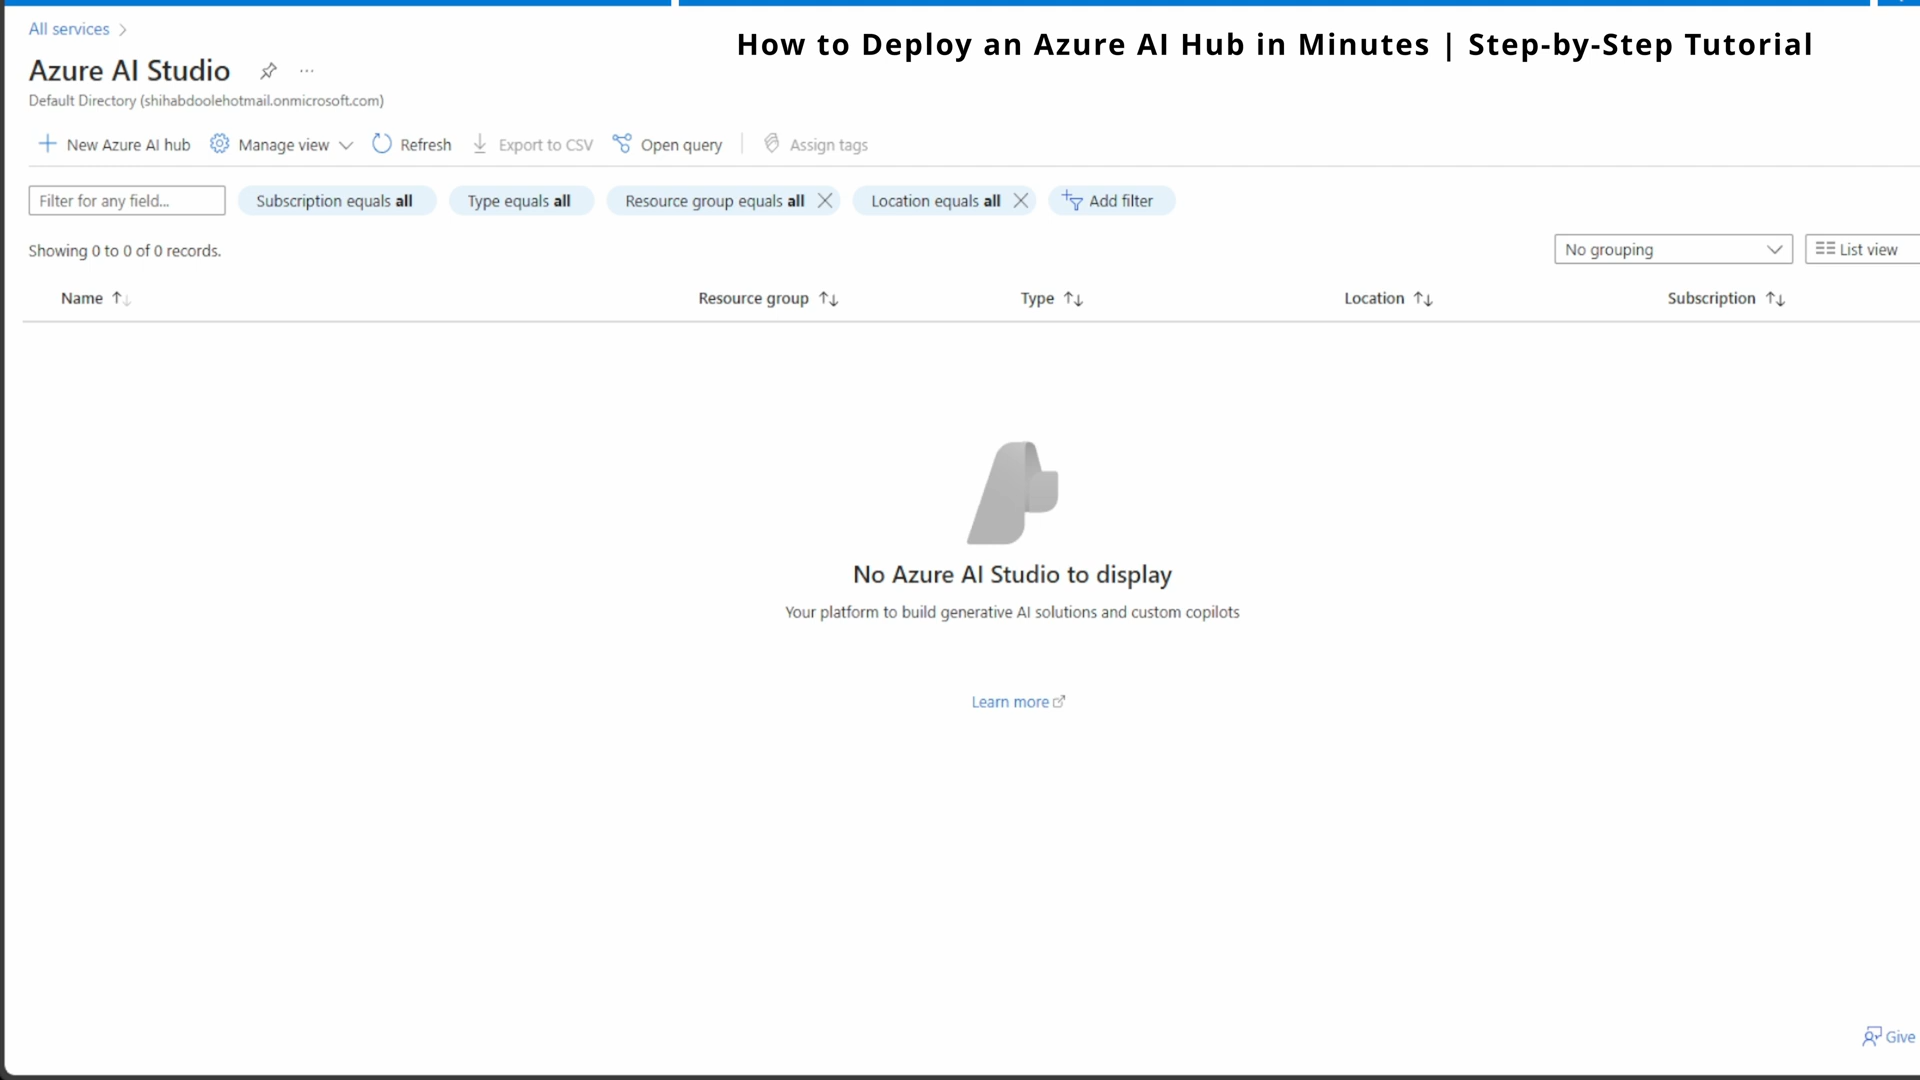 All services
How to Deploy an Azure AI Hub in Minutes | Step-by-Step Tutorial
Azure AI Studio
Default Directory (shihabdoolehotmail.onmicrosoft.com)
New Azure AI hub Manage view Refresh Export to CSV Open query Assign tags
Filter for any field... Subscription equals all Type equals all Resource group equals all Location equals all Add filter
Showing 0 to 0 of 0 records. No grouping List view
Name Resource group Type Location Subscription
No Azure AI Studio to display
Your platform to build generative AI solutions and custom copilots
Learn more
Give